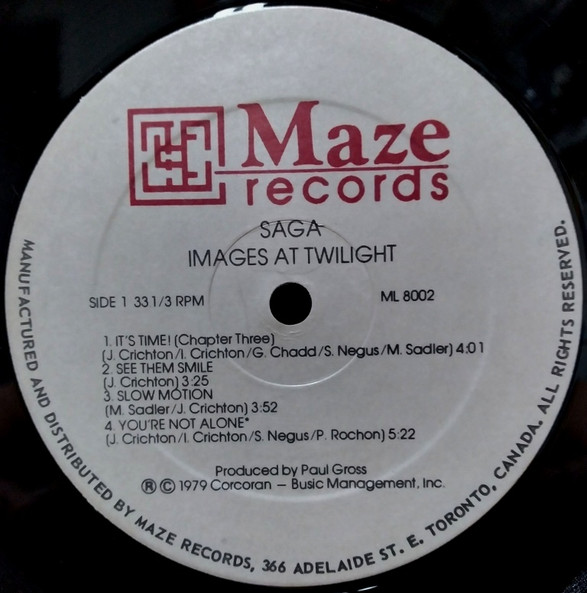 Maze
records
SAGA
IMAGES AT TWILIGHT
SIDE 1 33 1/3 RPM
ML 8002
1. IT'S TIME! (Chapter Three)
(J. Crichton/I. Crichton/G. Chadd/S. Negus/M. Sadler) 4:01
2. SEE THEM SMILE
(J. Crichton) 3:25
3. SLOW MOTION
(M. Sadler/J. Crichton) 3:52
4. YOU'RE NOT ALONE*
(J. Crichton/I. Crichton/S. Negus/P. Rochon) 5:22
Produced by Paul Gross
Ⓡ © 1979 Corcoran — Busic Management, Inc.
MANUFACTURED AND DISTRIBUTED BY MAZE RECORDS, 366 ADELAIDE ST. E. TORONTO, CANADA. ALL RIGHTS RESERVED.